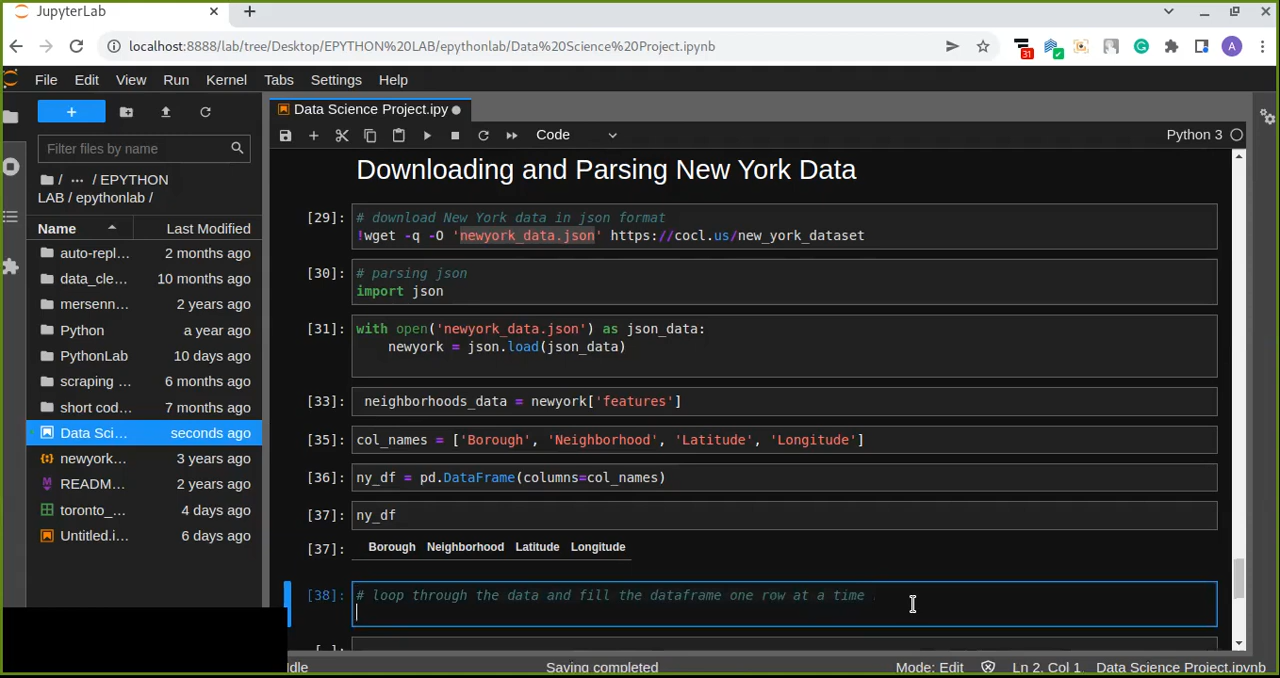 JupyterLab
localhost:8888/lab/tree/Desktop/EPYTHON%20LAB/epythonlab/Data%20Science%20Project.ipynb
31
A
File Edit View Run Kernel Tabs Settings Help
Data Science Project.ipy
Code
Python 3
Filter files by name
/ ... / EPYTHON
LAB / epythonlab /
Name Last Modified
auto-repl... 2 months ago
data_cle... 10 months ago
mersenn... 2 years ago
Python a year ago
PythonLab 10 days ago
scraping ... 6 months ago
short cod... 7 months ago
Data Sci... seconds ago
newyork... 3 years ago
READM... 2 years ago
toronto_... 4 days ago
Untitled.i... 6 days ago
Downloading and Parsing New York Data
[29]: # download New York data in json format
!wget -q -O 'newyork_data.json' https://cocl.us/new_york_dataset
[30]: # parsing json
import json
[31]: with open('newyork_data.json') as json_data:
newyork = json.load(json_data)
[33]: neighborhoods_data = newyork['features']
[35]: col_names = ['Borough', 'Neighborhood', 'Latitude', 'Longitude']
[36]: ny_df = pd.DataFrame(columns=col_names)
[37]: ny_df
[37]: Borough Neighborhood Latitude Longitude
[38]: # loop through the data and fill the dataframe one row at a time
Idle Saving completed Mode: Edit Ln 2, Col 1 Data Science Project.ipynb